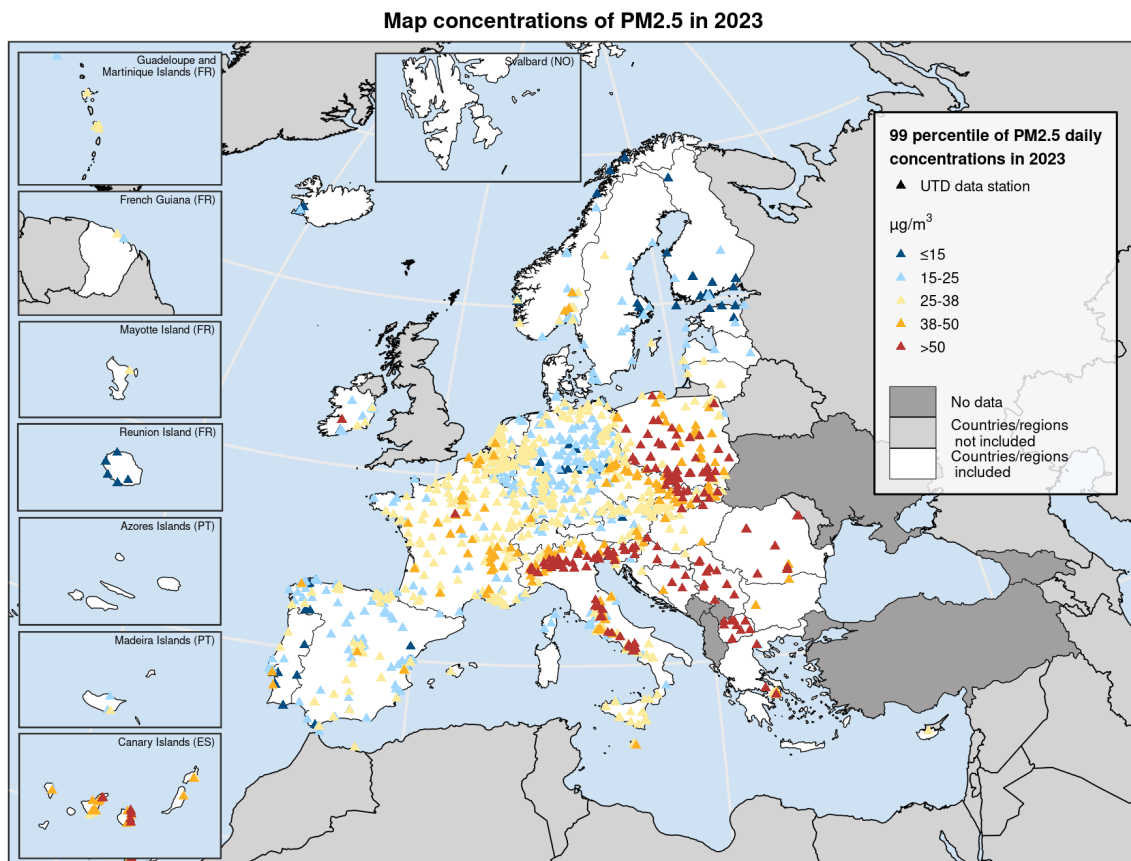 Map concentrations of PM2.5 in 2023
Guadeloupe and
Martinique Islands (FR)
Svalbard (NO)
French Guiana (FR)
Mayotte Island (FR)
Reunion Island (FR)
Azores Islands (PT)
Madeira Islands (PT)
Canary Islands (ES)
99 percentile of PM2.5 daily
concentrations in 2023
UTD data station
µg/m³
≤15
15-25
25-38
38-50
>50
No data
Countries/regions
not included
Countries/regions
included